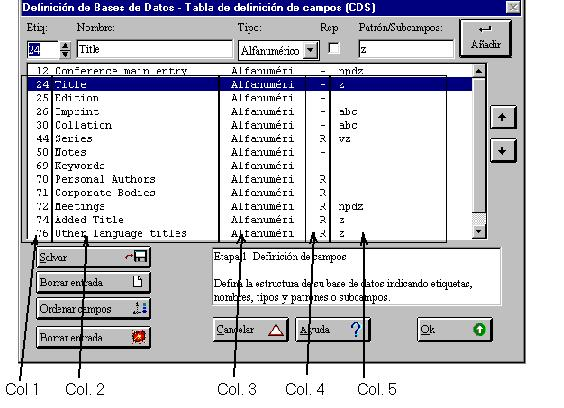 Definición de Bases de Datos - Tabla de definición de campos (CDS)
Etiq: Nombre: Tipo: Rep Patrón/Subcampos:
24 Title Alfanumérico z Añadir
12 Conference main entry Alfanuméri - npdz
24 Title Alfanuméri - z
25 Edition Alfanuméri -
26 Imprint Alfanuméri - abc
30 Collation Alfanuméri - abc
44 Series Alfanuméri R vz
50 Notes Alfanuméri -
69 Keywords Alfanuméri
70 Personal Authors Alfanuméri R
71 Corporate Bodies Alfanuméri R
72 Meetings Alfanuméri R npdz
74 Added Title Alfanuméri R z
76 Other language titles Alfanuméri R z
Salvar
Borrar entrada
Ordenar campos
Borrar entrada
Etapa 1 Definición de campos
Defina la estructura de su base de datos indicando etiquetas,
nombres, tipos y patrones o subcampos.
Cancelar Ayuda ? Ok
Col.1 Col. 2 Col. 3 Col. 4 Col. 5